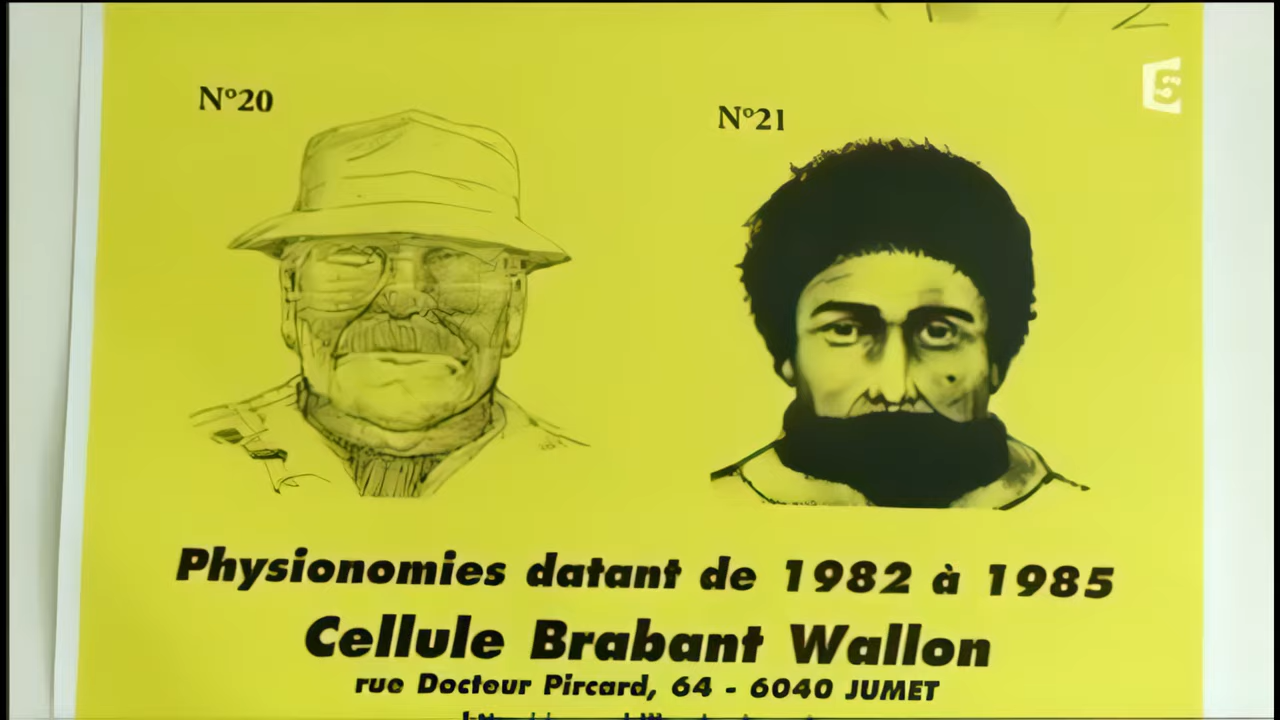 N°20
N°21
Physionomies datant de 1982 à 1985
Cellule Brabant Wallon
rue Docteur Pircard, 64 - 6040 JUMET